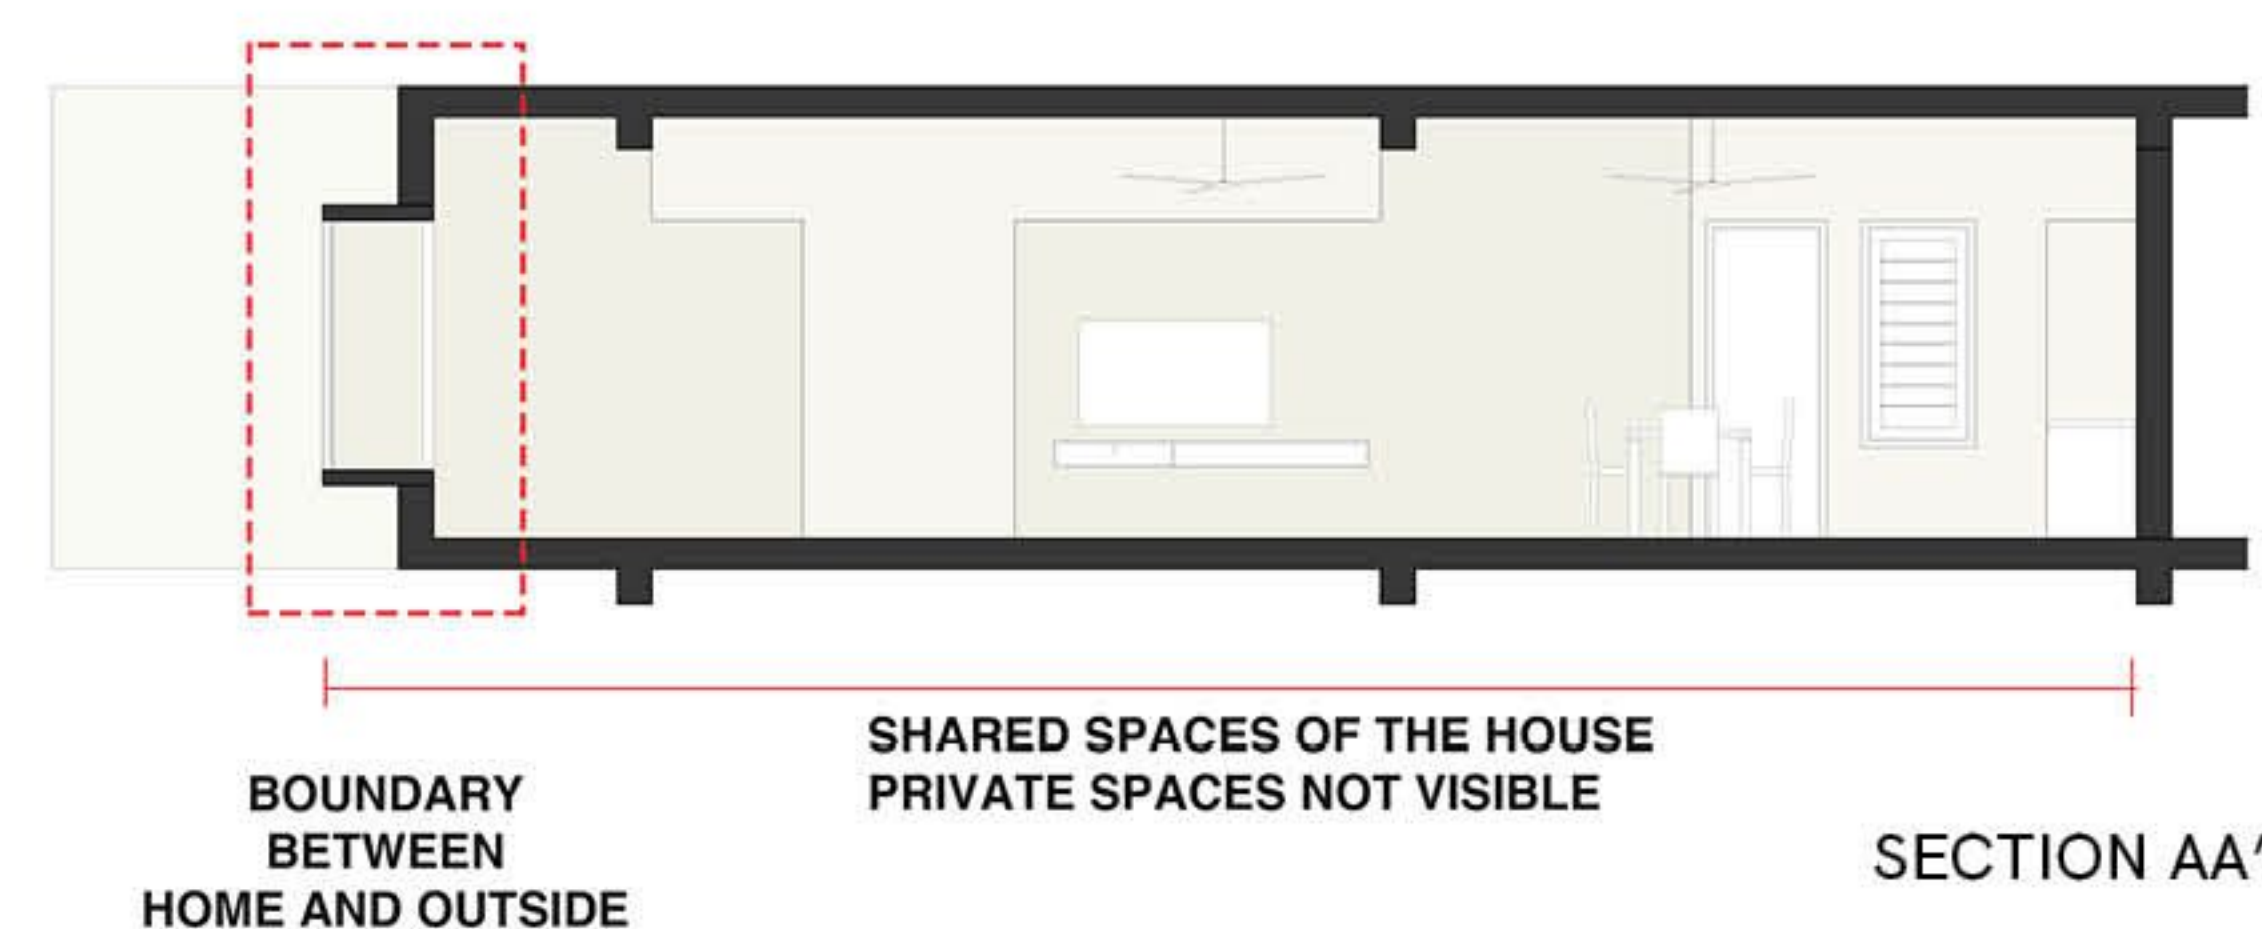 SHARED SPACES OF THE HOUSE
PRIVATE SPACES NOT VISIBLE
BOUNDARY
BETWEEN
HOME AND OUTSIDE
SECTION AA'